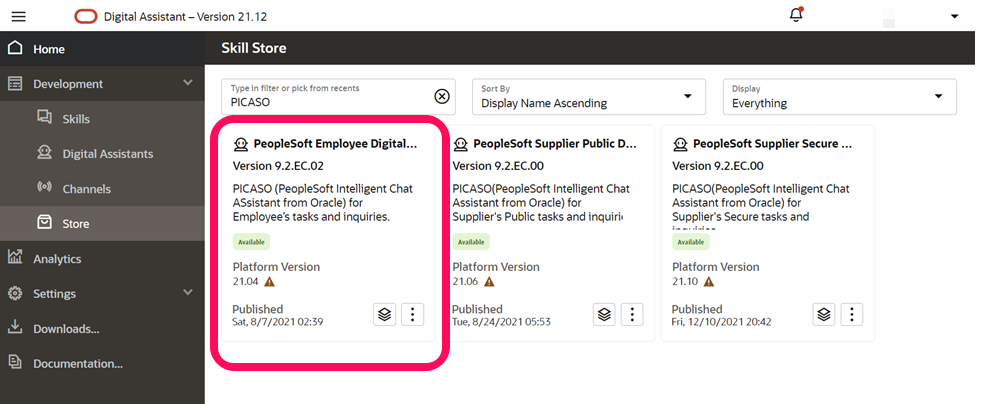 Digital Assistant – Version 21.12
Home
Skill Store
Development
Skills
Digital Assistants
Channels
Store
Analytics
Settings
Downloads...
Documentation...
Type in filter or pick from recents
PICASO
Sort By
Display Name Ascending
Display
Everything
PeopleSoft Employee Digital...
Version 9.2.EC.02
PICASO (PeopleSoft Intelligent Chat
ASsistant from Oracle) for
Employee's tasks and inquiries.
Available
Platform Version
21.04
Published
Sat, 8/7/2021 02:39
PeopleSoft Supplier Public D...
Version 9.2.EC.00
PICASO(PeopleSoft Intelligent Chat
Assistant from Oracle) for
Supplier's Public tasks and inquiri
Available
Platform Version
21.06
Published
Tue, 8/24/2021 05:53
PeopleSoft Supplier Secure ...
Version 9.2.EC.00
PICASO(PeopleSoft Intelligent Chat
Assistant from Oracle) for
Supplier's Secure tasks and
Available
Platform Version
21.10
Published
Fri, 12/10/2021 20:42